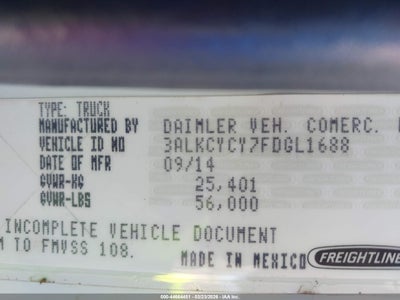 TYPE: TRUCK
MANUFACTURED BY DAIMLER VEH. COMERC.
VEHICLE ID NO 3ALKCYCY7FDGL1688
DATE OF MFR 09/14
GVWR-KG 25,401
GVWR-LBS 56,000
INCOMPLETE VEHICLE DOCUMENT
TO FMVSS 108.
MADE IN MEXICO FREIGHTLINE